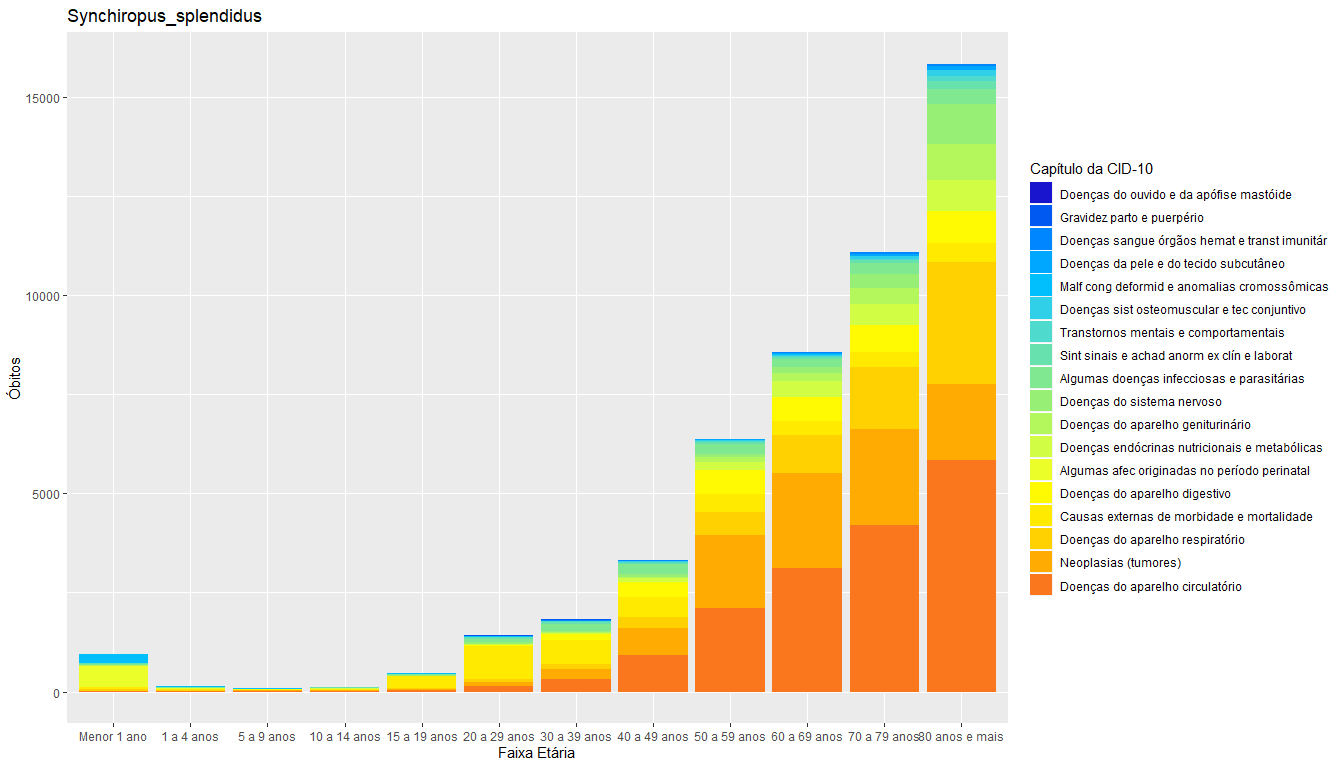 Synchiropus_splendidus
15000
10000
5000
0
Óbitos
Menor 1 ano
1 a 4 anos
5 a 9 anos
10 a 14 anos
15 a 19 anos
20 a 29 anos
30 a 39 anos
40 a 49 anos
50 a 59 anos
60 a 69 anos
70 a 79 anos
80 anos e mais
Faixa Etária
Capítulo da CID-10
Doenças do ouvido e da apófise mastóide
Gravidez parto e puerpério
Doenças sangue órgãos hemat e transt imunitár
Doenças da pele e do tecido subcutâneo
Malf cong deformid e anomalias cromossômicas
Doenças sist osteomuscular e tec conjuntivo
Transtornos mentais e comportamentais
Sint sinais e achad anorm ex clín e laborat
Algumas doenças infecciosas e parasitárias
Doenças do sistema nervoso
Doenças do aparelho geniturinário
Doenças endócrinas nutricionais e metabólicas
Algumas afec originadas no período perinatal
Doenças do aparelho digestivo
Causas externas de morbidade e mortalidade
Doenças do aparelho respiratório
Neoplasias (tumores)
Doenças do aparelho circulatório